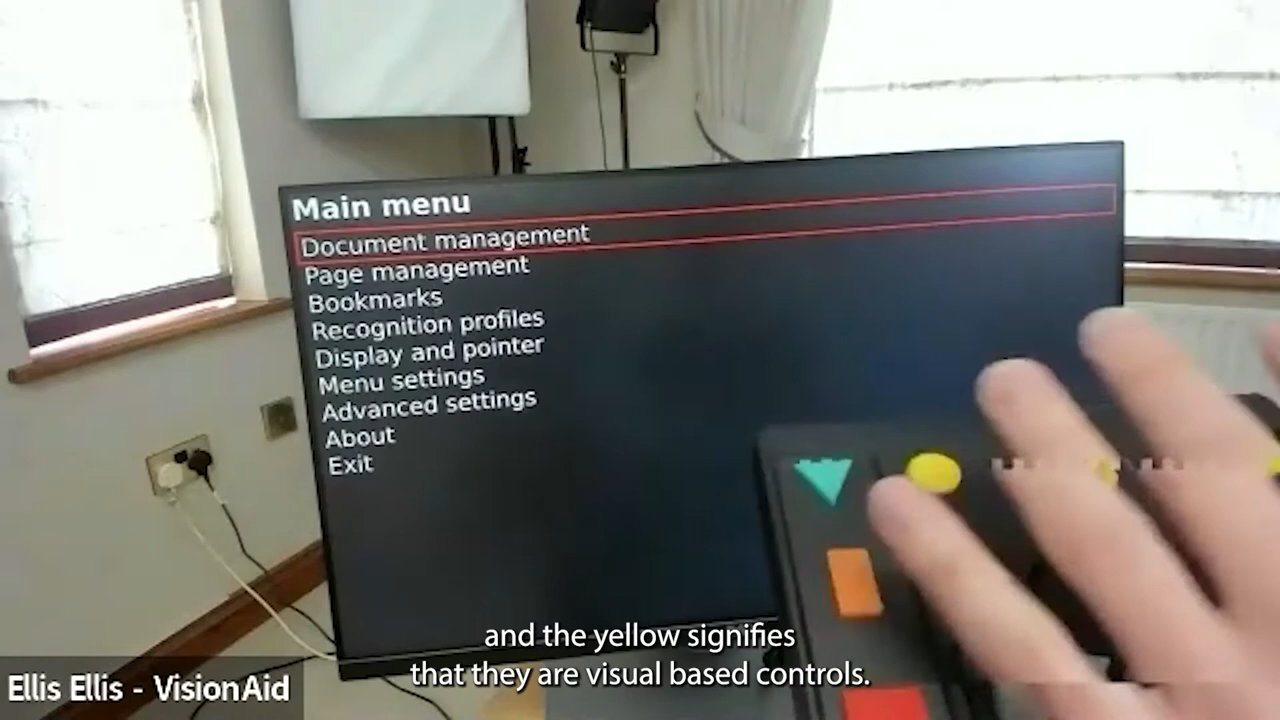 Main menu
Document management
Page management
Bookmarks
Recognition profiles
Display and pointer
Menu settings
Advanced settings
About
Exit
and the yellow signifies
that they are visual based controls.
Ellis Ellis - VisionAid